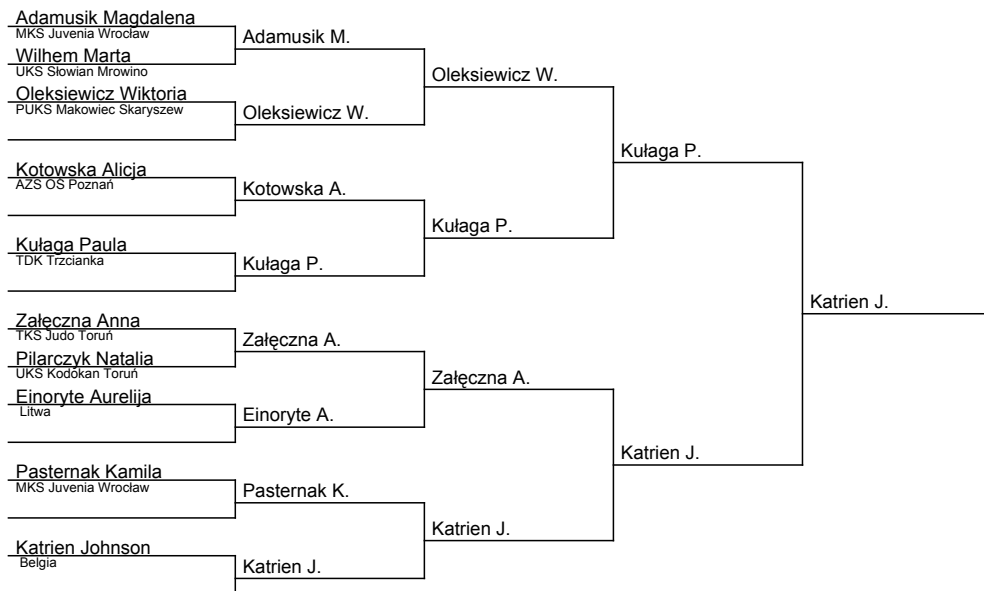 Adamusik Magdalena
MKS Juvenia Wrocław
Wilhem Marta
UKS Słowian Mrowino
Oleksiewicz Wiktoria
PUKS Makowiec Skaryszew
Kotowska Alicja
AZS OŚ Poznań
Kułaga Paula
TDK Trzcianka
Załęczna Anna
TKS Judo Toruń
Pilarczyk Natalia
UKS Kodokan Toruń
Einoryte Aurelija
Litwa
Pasternak Kamila
MKS Juvenia Wrocław
Katrien Johnson
Belgia
Adamusik M.
Oleksiewicz W.
Kotowska A.
Kułaga P.
Załęczna A.
Einoryte A.
Pasternak K.
Katrien J.
Oleksiewicz W.
Kułaga P.
Załęczna A.
Katrien J.
Kułaga P.
Katrien J.
Katrien J.